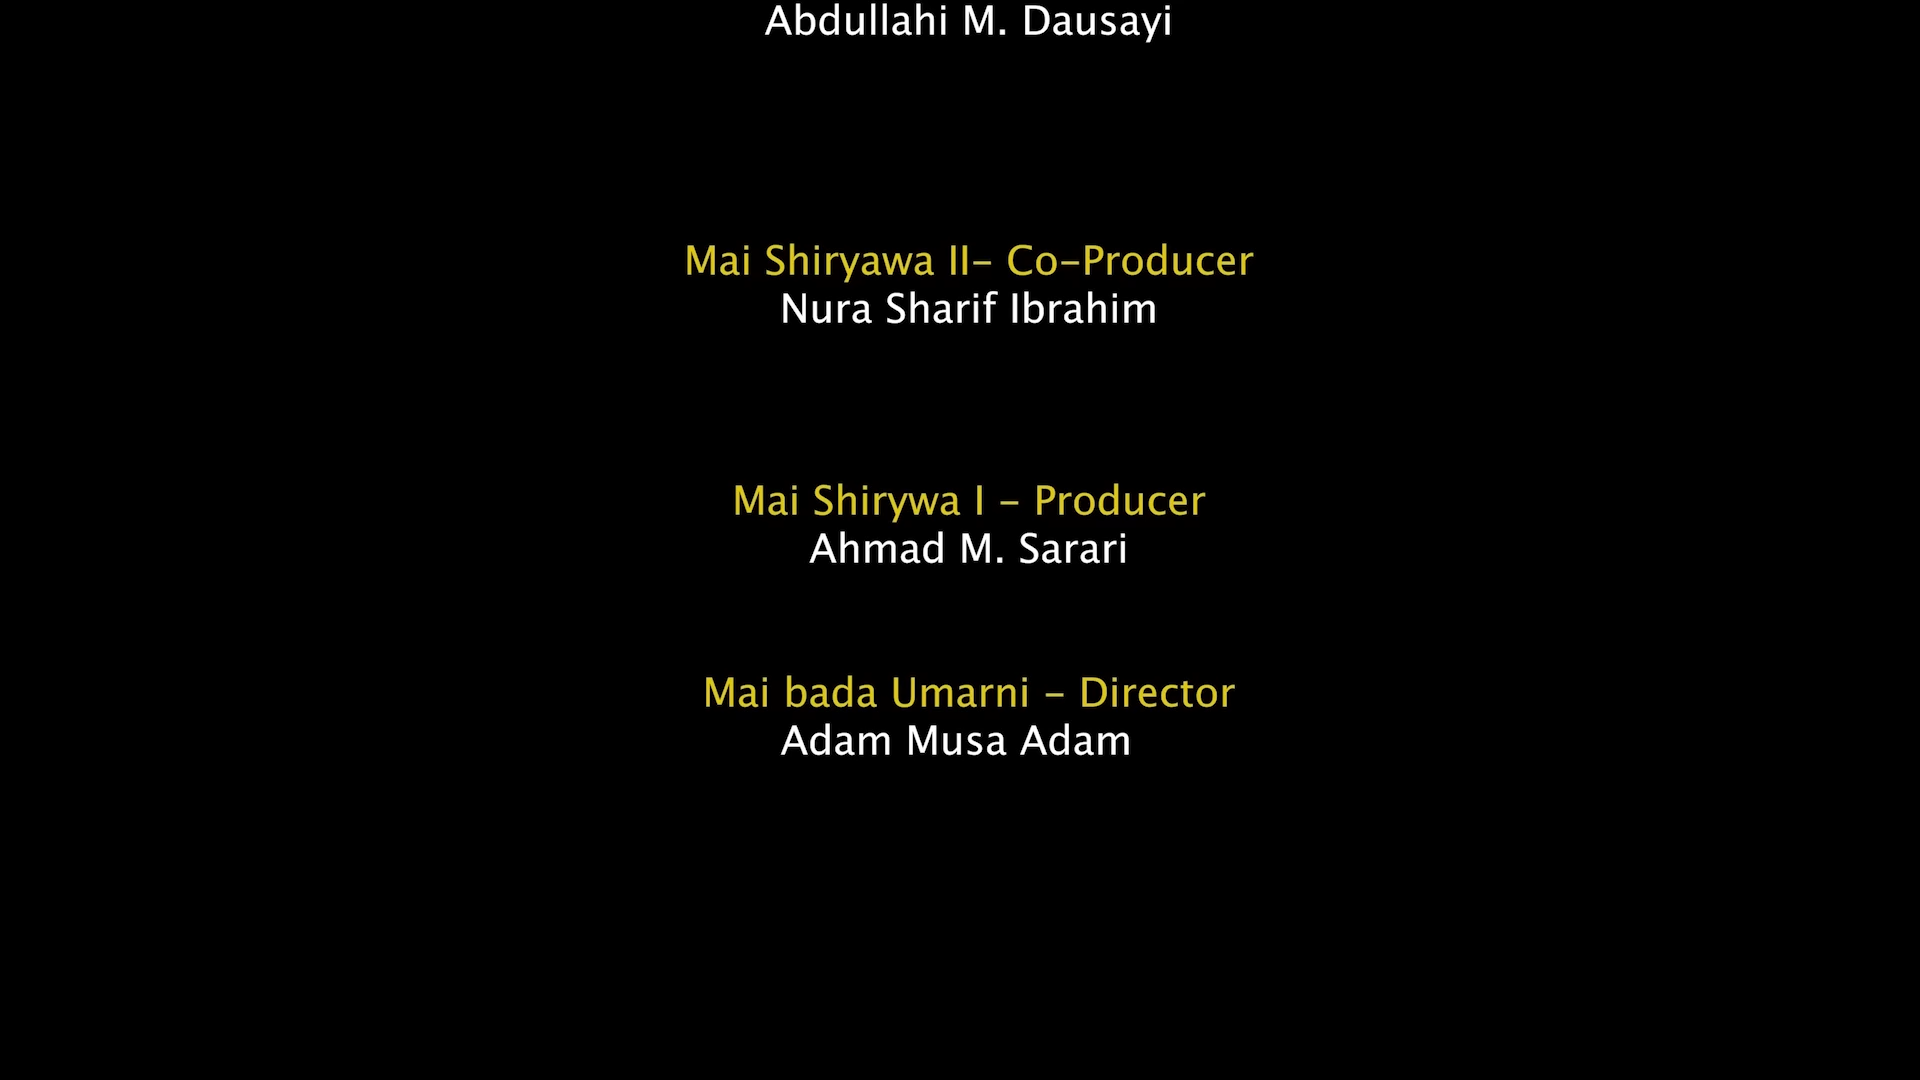 Abdullahi M. Dausayi
Mai Shiryawa II- Co-Producer
Nura Sharif Ibrahim
Mai Shirywa I - Producer
Ahmad M. Sarari
Mai bada Umarni - Director
Adam Musa Adam